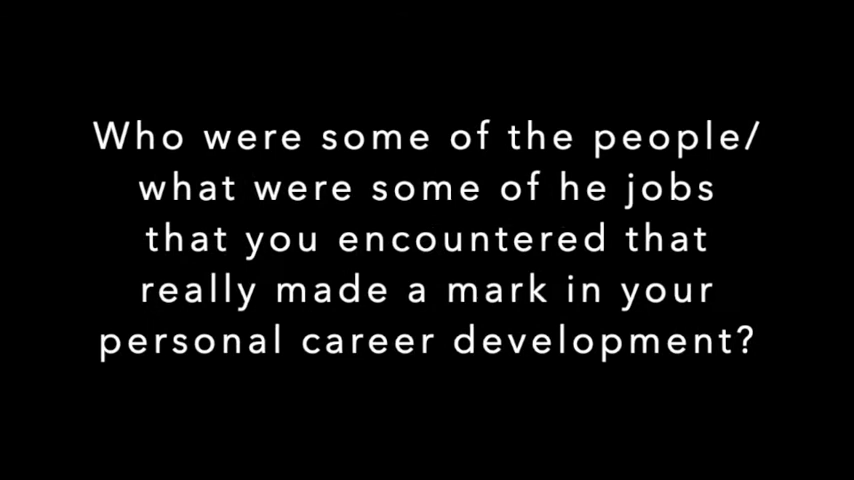 Who were some of the people/
what were some of he jobs
that you encountered that
really made a mark in your
personal career development?